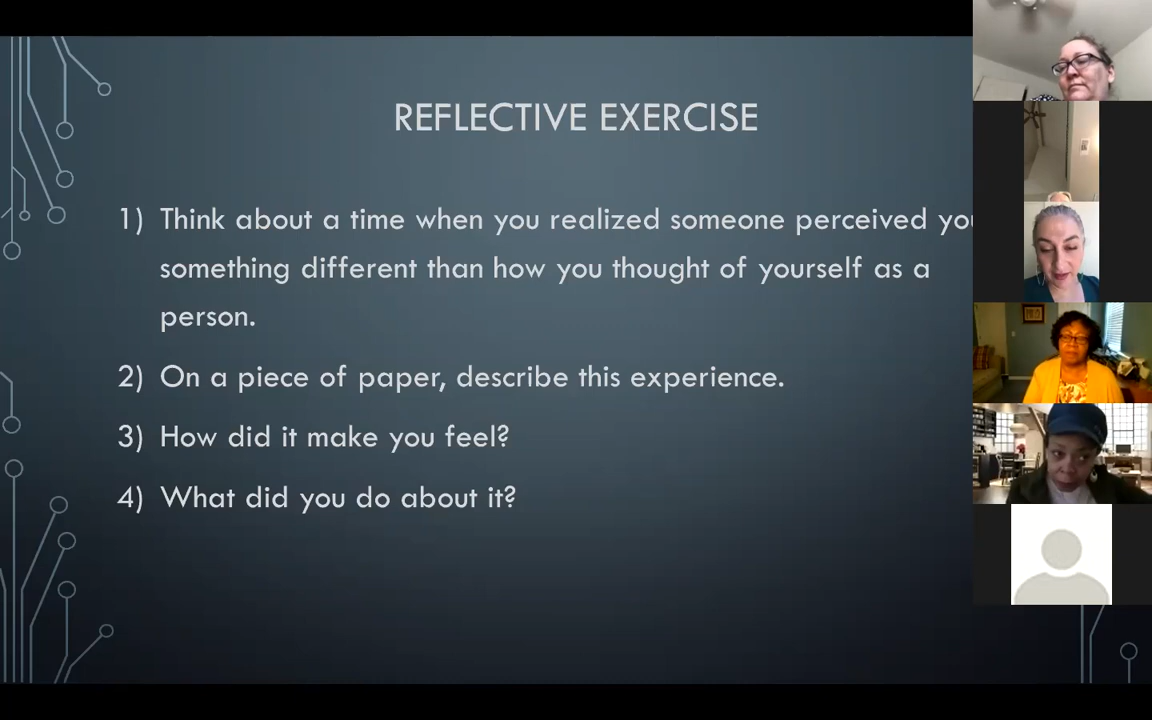 REFLECTIVE EXERCISE
1) Think about a time when you realized someone perceived you
something different than how you thought of yourself as a
person.
2) On a piece of paper, describe this experience.
3) How did it make you feel?
4) What did you do about it?